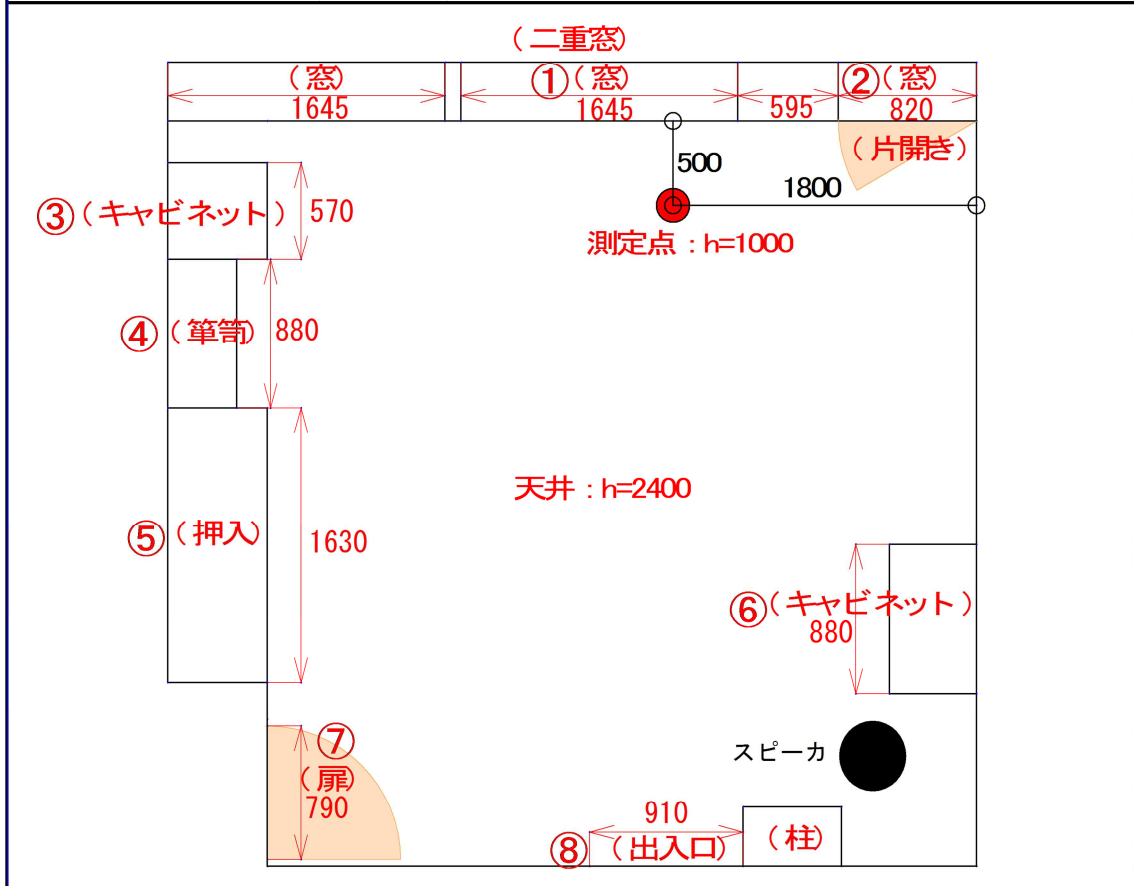 （二重窓）
（窓）
1645
①（窓）
1645
595
②（窓）
820
（片開き）
500
1800
測定点：h=1000
③（キャビネット）
570
④（箪笥）
880
天井：h=2400
⑤（押入）
1630
⑥（キャビネット）
880
スピーカ
⑦
（扉）
790
910
⑧（出入口）
（柱）